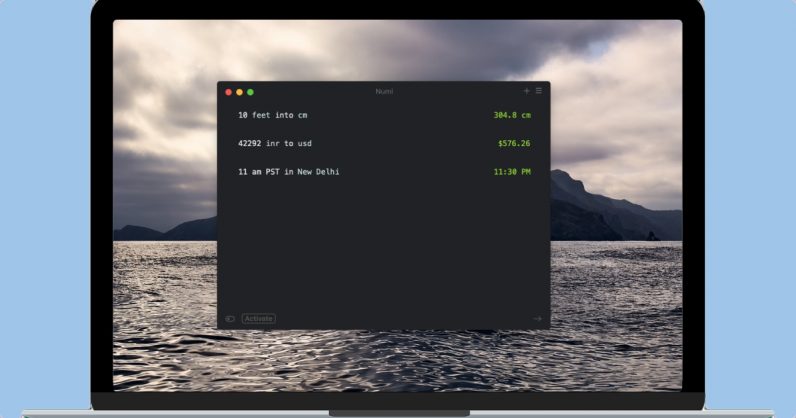 Numi
10 feet into cm 304.8 cm
42292 inr to usd $576.26
11 am PST in New Delhi 11:30 PM
Activate